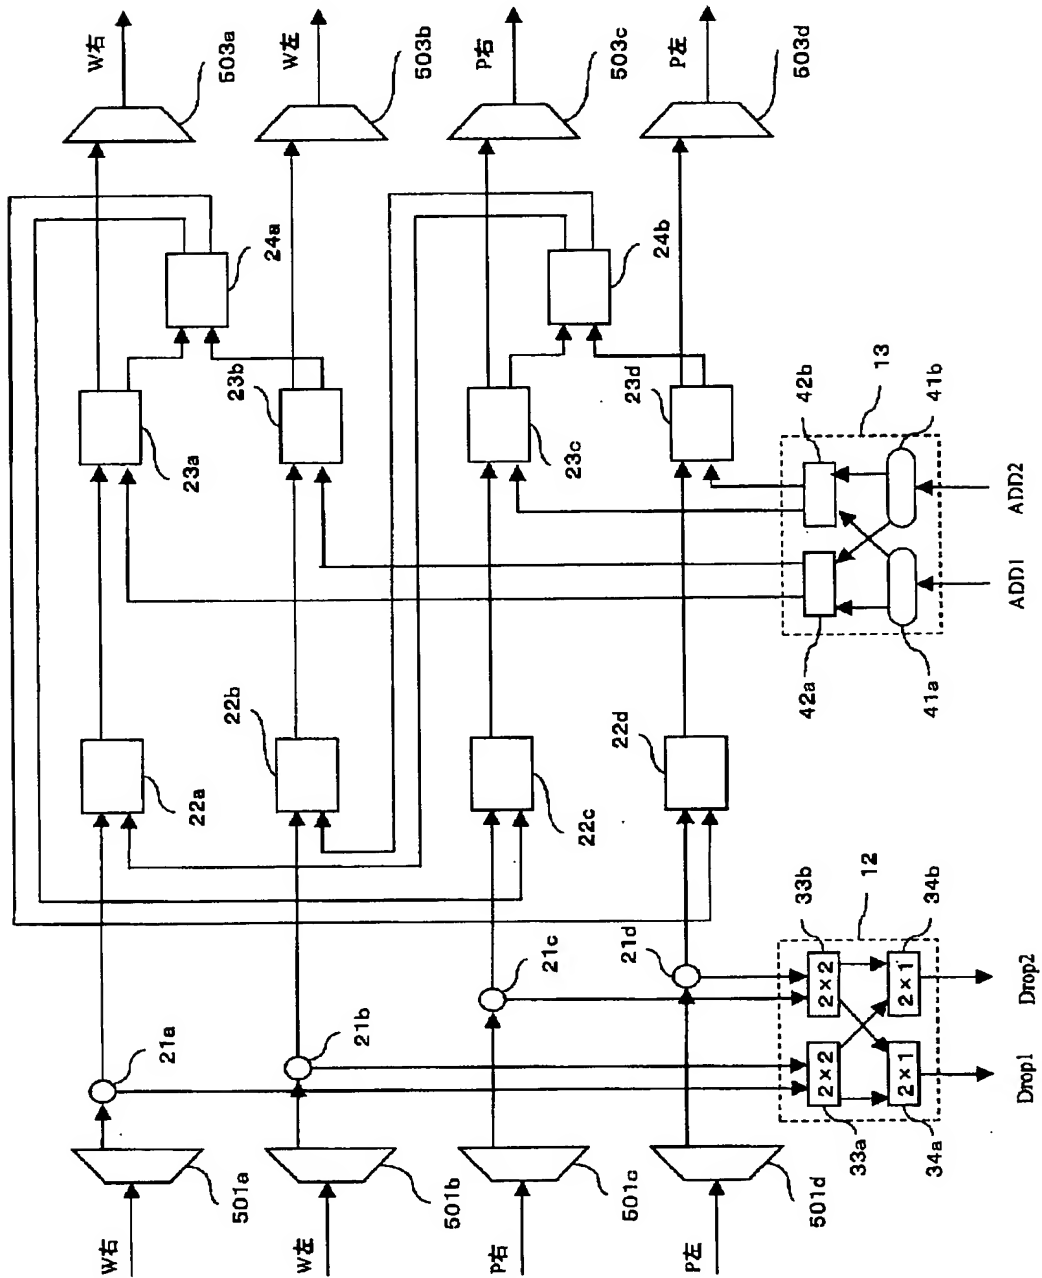 W右
503a
W左
503b
P右
503c
P左
503d
24a
24b
23a
23b
23c
23d
42b
13
41b
ADD2
ADD1
42a
41a
22a
22b
22c
22d
21a
21b
21c
21d
33b
12
34b
2×2
2×1
Drop2
2×2
2×1
Drop1
33a
34a
501a
501b
501c
501d
W右
W左
P右
P左